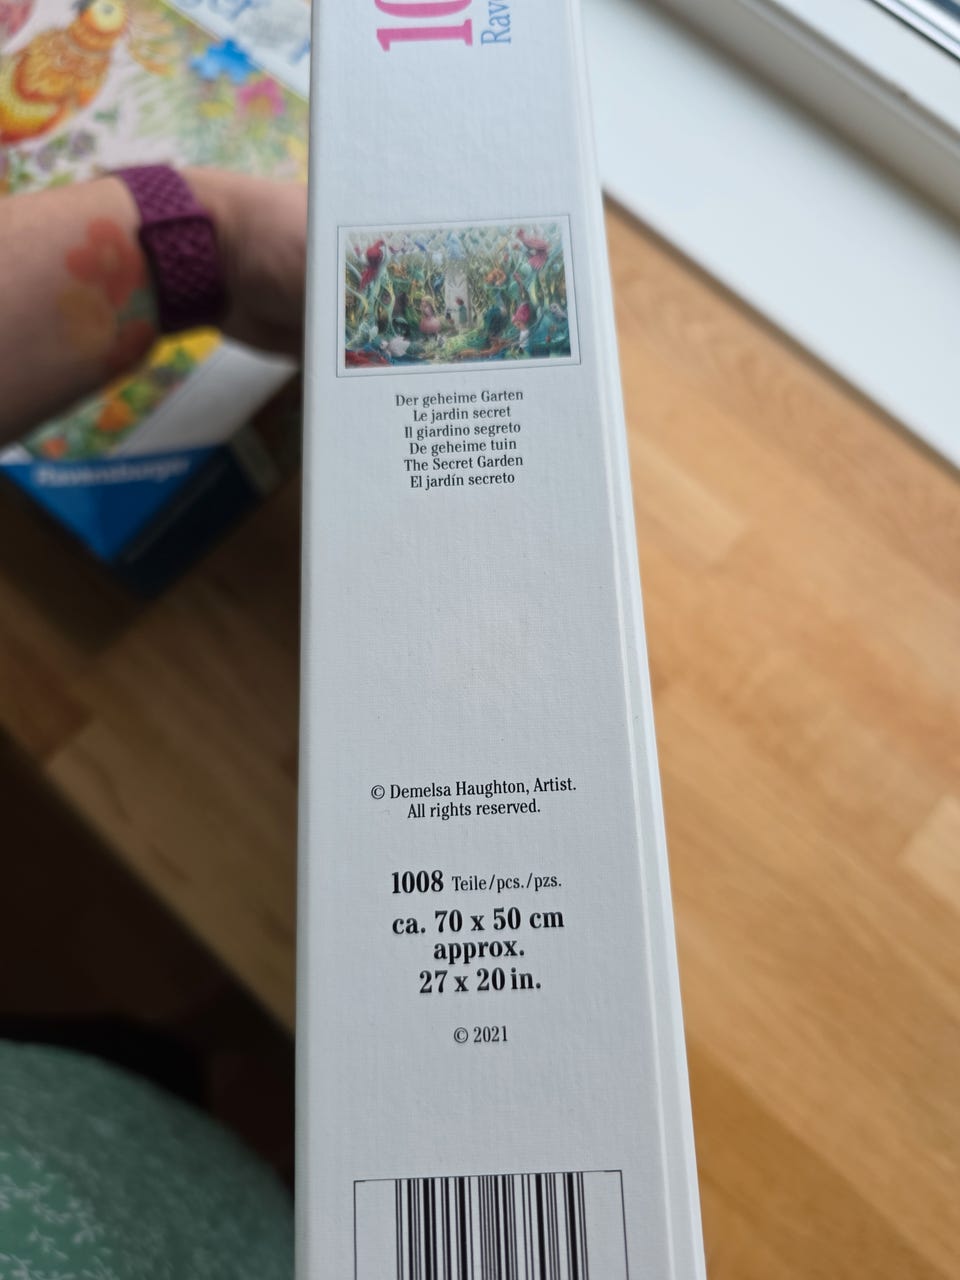 Der geheime Garten
Le jardin secret
Il giardino segreto
De geheime tuin
The Secret Garden
El jardín secreto
© Demelsa Haughton, Artist.
All rights reserved.
1008 Teile/pcs./pzs.
ca. 70 x 50 cm
approx.
27 x 20 in.
© 2021
Ravensburger